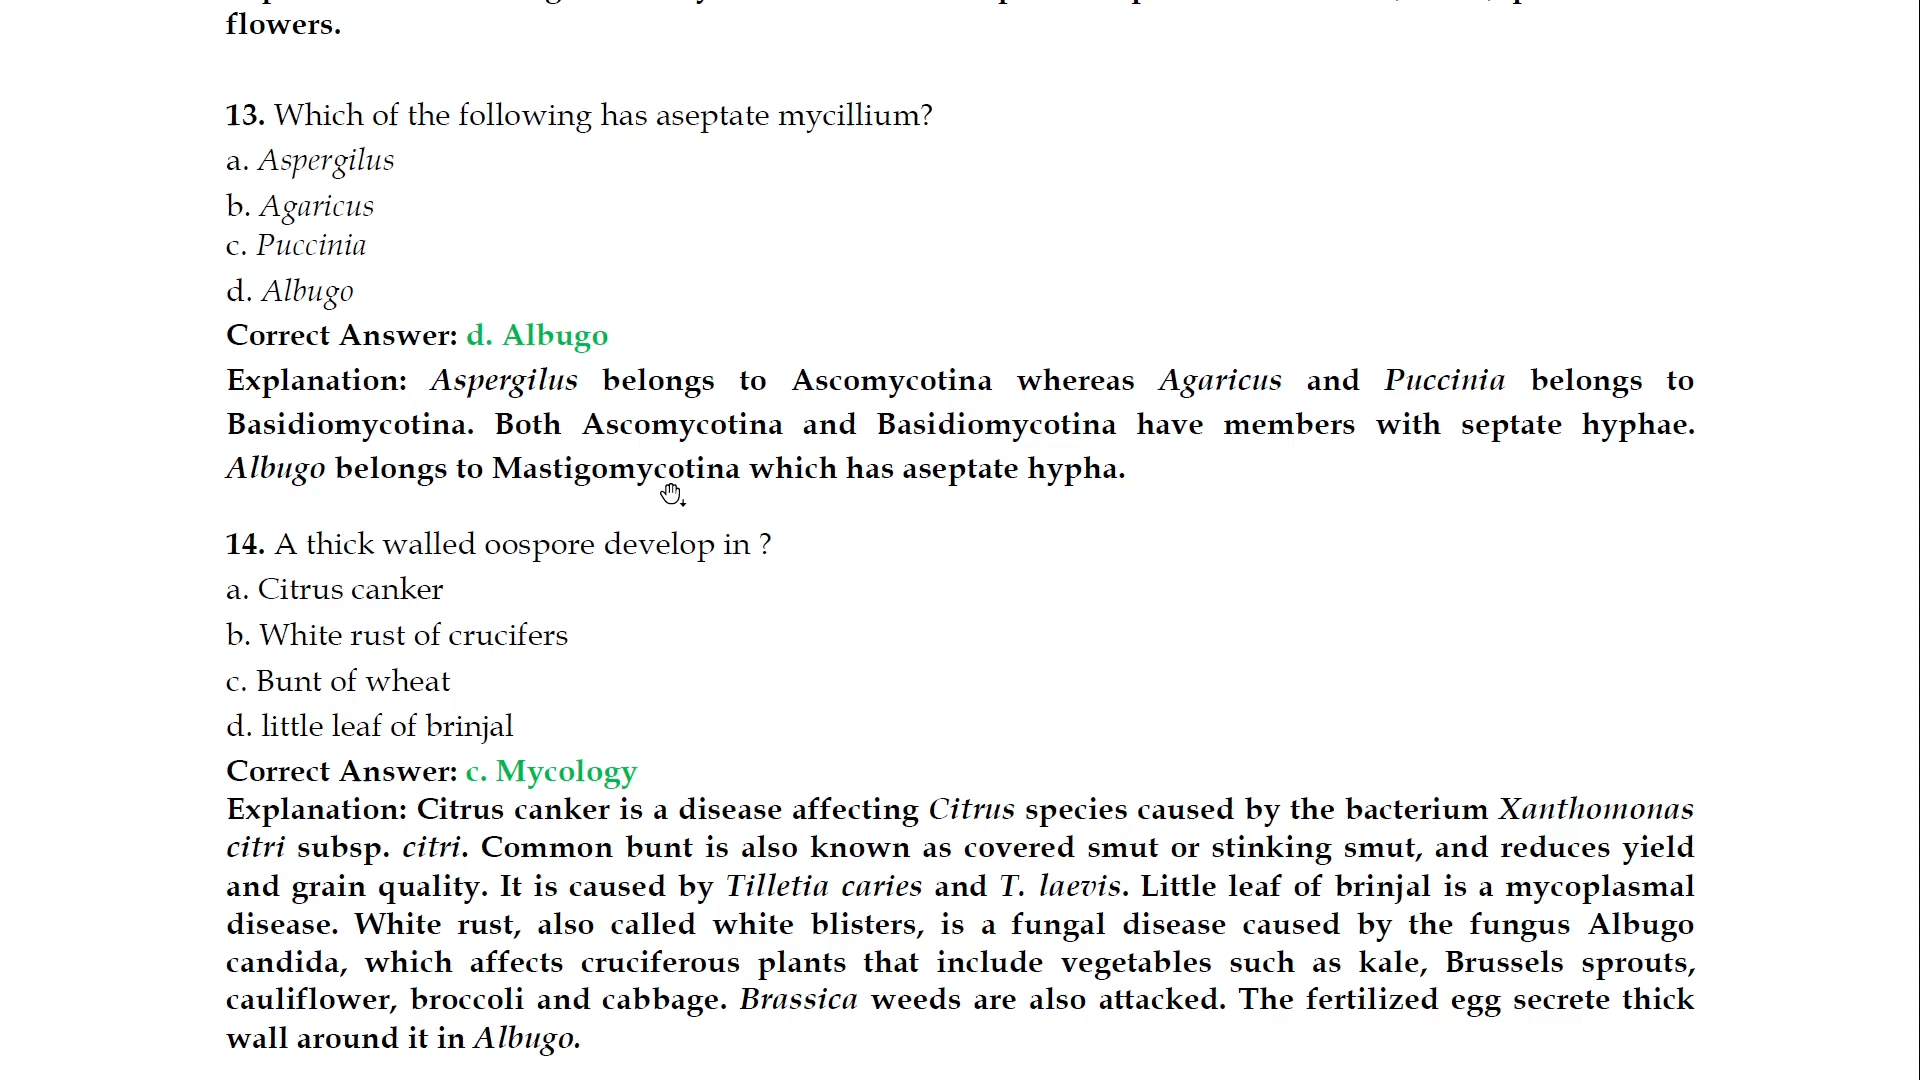 flowers.
13. Which of the following has aseptate mycillium?
a. Aspergilus
b. Agaricus
c. Puccinia
d. Albugo
Correct Answer: d. Albugo
Explanation: Aspergilus belongs to Ascomycotina whereas Agaricus and Puccinia belongs to
Basidiomycotina. Both Ascomycotina and Basidiomycotina have members with septate hyphae.
Albugo belongs to Mastigomycotina which has aseptate hypha.
14. A thick walled oospore develop in ?
a. Citrus canker
b. White rust of crucifers
c. Bunt of wheat
d. little leaf of brinjal
Correct Answer: c. Mycology
Explanation: Citrus canker is a disease affecting Citrus species caused by the bacterium Xanthomonas
citri subsp. citri. Common bunt is also known as covered smut or stinking smut, and reduces yield
and grain quality. It is caused by Tilletia caries and T. laevis. Little leaf of brinjal is a mycoplasmal
disease. White rust, also called white blisters, is a fungal disease caused by the fungus Albugo
candida, which affects cruciferous plants that include vegetables such as kale, Brussels sprouts,
cauliflower, broccoli and cabbage. Brassica weeds are also attacked. The fertilized egg secrete thick
wall around it in Albugo.